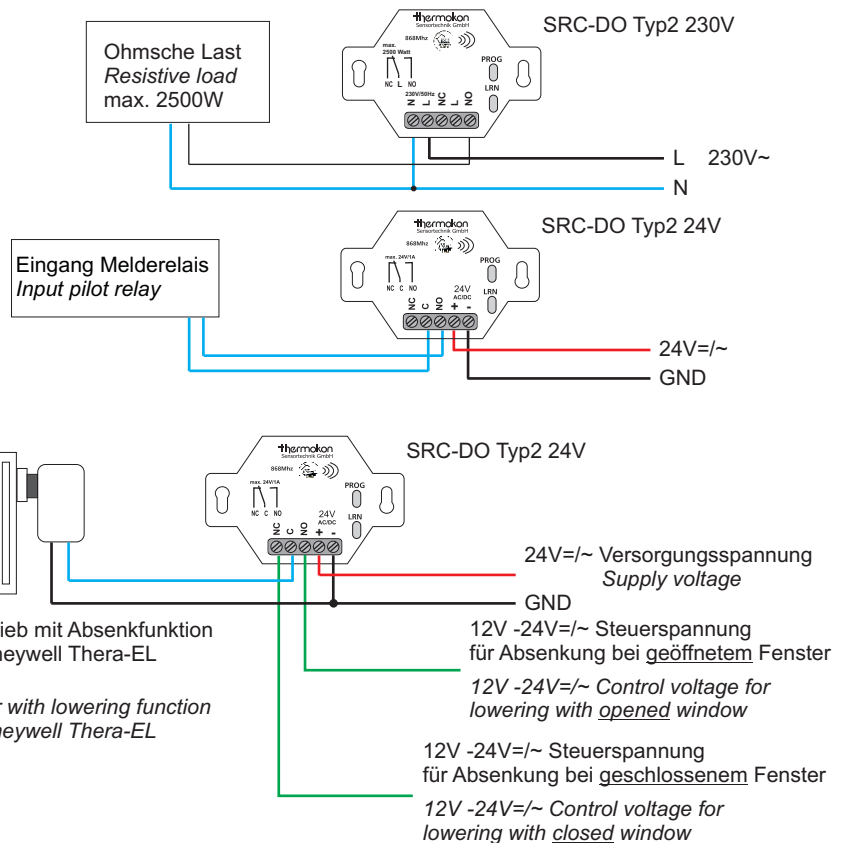 thermokon
Sensortechnik GmbH
868Mhz
max.
2500 Watt
NC L NO
230V/50Hz
N L NC L NO
PROG
LRN
SRC-DO Typ2 230V
Ohmsche Last
Resistive load
max. 2500W
L 230V~
N
thermokon
Sensortechnik GmbH
868Mhz
max. 24V/1A
NC C NO
24V
AC/DC
NC C NO + -
PROG
LRN
SRC-DO Typ2 24V
Eingang Melderelais
Input pilot relay
24V=/~
GND
thermokon
Sensortechnik GmbH
868Mhz
max. 24V/1A
NC C NO
24V
AC/DC
NC C NO + -
PROG
LRN
SRC-DO Typ2 24V
24V=/~ Versorgungsspannung
Supply voltage
GND
ieb mit Absenkfunktion
neywell Thera-EL
r with lowering function
neywell Thera-EL
12V -24V=/~ Steuerspannung
für Absenkung bei geöffnetem Fenster
12V -24V=/~ Control voltage for
lowering with opened window
12V -24V=/~ Steuerspannung
für Absenkung bei geschlossenem Fenster
12V -24V=/~ Control voltage for
lowering with closed window